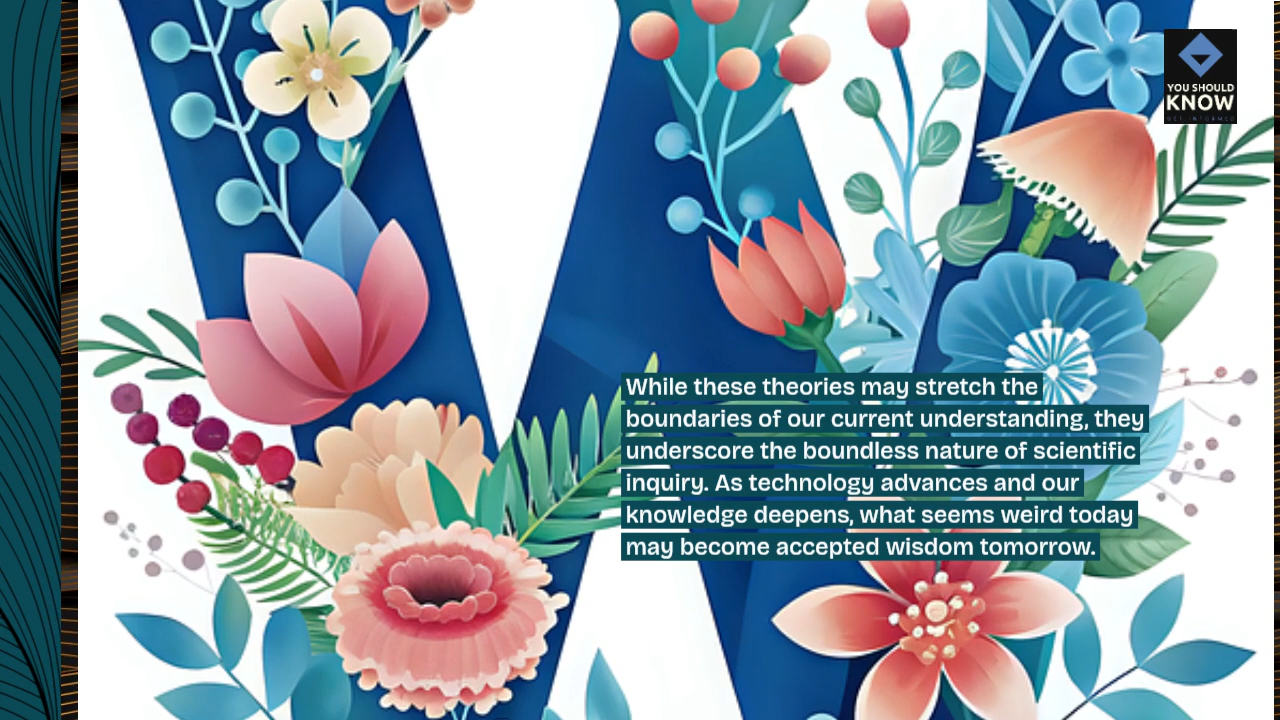 YOU SHOULD
KNOW
GET INFORMED
While these theories may stretch the
boundaries of our current understanding, they
underscore the boundless nature of scientific
inquiry. As technology advances and our
knowledge deepens, what seems weird today
may become accepted wisdom tomorrow.